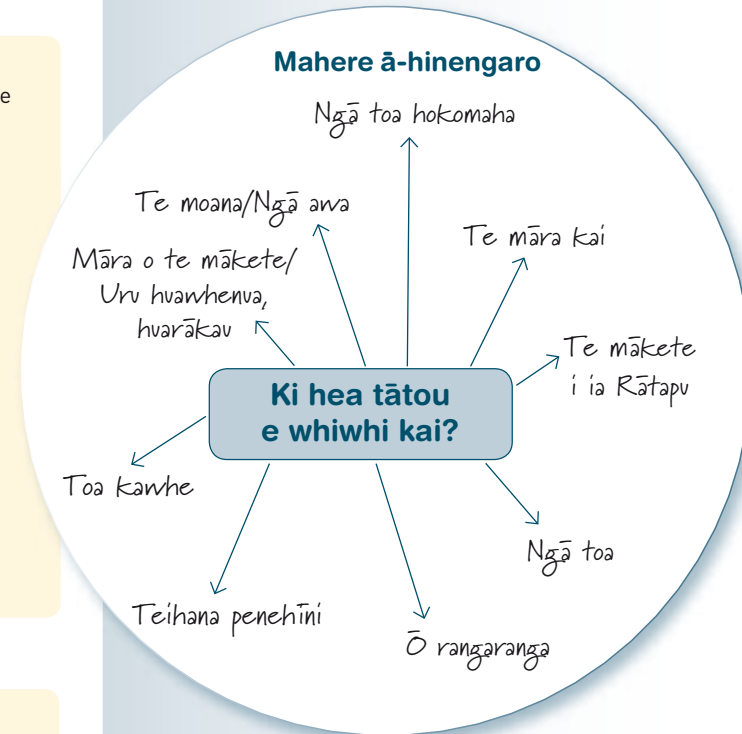 e
Mahere ā-hinengaro
Ngā toa hokomaha
Te moana/Ngā awa
Te māra kai
Māra o te mākete/
Uru huawhenua,
huarākau
Te mākete
i ia Rātapu
Ki hea tātou
e whiwhi kai?
Toa kawhe
Ngā toa
Teihana penehīni
Ō rangaranga